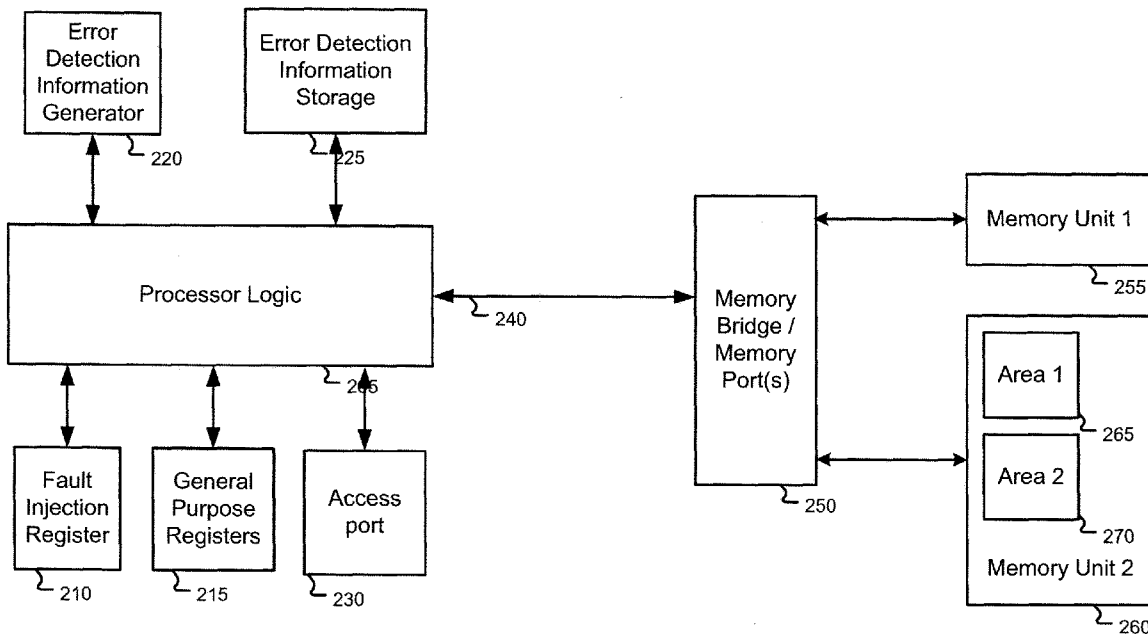 Error
Detection
Information
Generator
220
Error Detection
Information
Storage
225
Processor Logic
240
Memory
Bridge /
Memory
Port(s)
250
Memory Unit 1
255
Area 1
265
Area 2
270
Memory Unit 2
260
Fault
Injection
Register
210
General
Purpose
Registers
215
Access
port
230